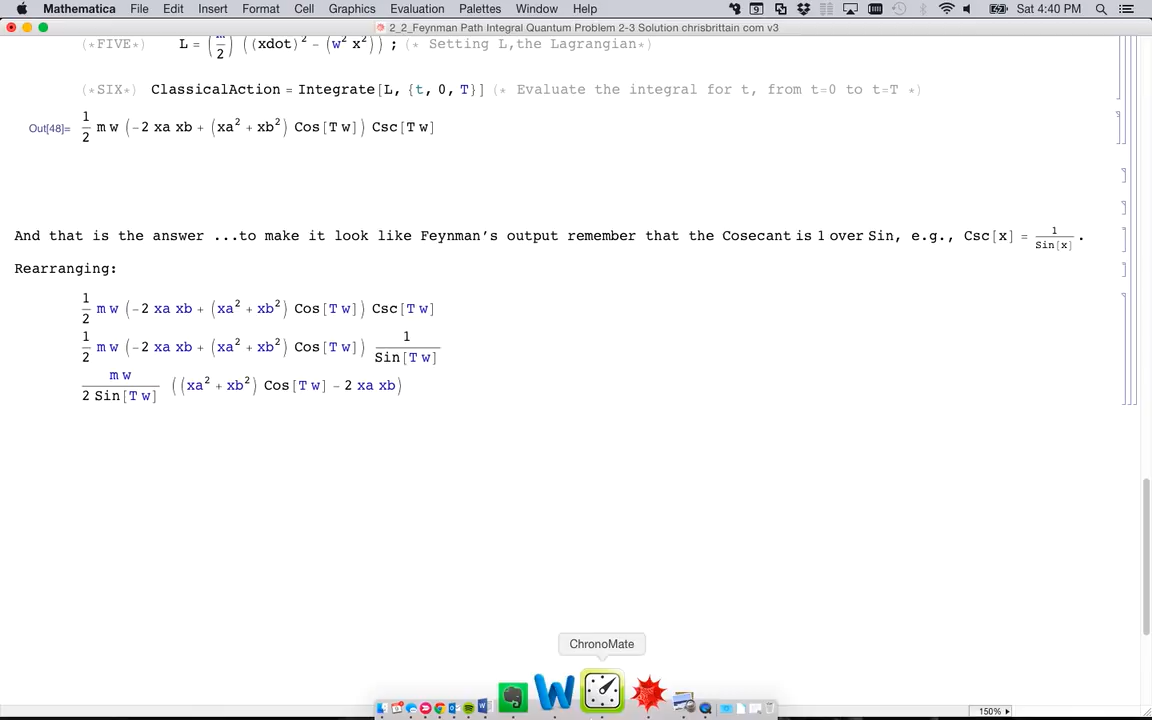 Mathematica File Edit Insert Format Cell Graphics Evaluation Palettes Window Help 9 Sat 4:40 PM
2_2_Feynman Path Integral Quantum Problem 2-3 Solution chrisbrittain com v3
(*FIVE*) L = (m/2) ((xdot)² - (w² x²)) ; (* Setting L,the Lagrangian*)
(*SIX*) ClassicalAction = Integrate[L, {t, 0, T}] (* Evaluate the integral for t, from t=0 to t=T *)
Out[48]= 1/2 m w (-2 xa xb + (xa² + xb²) Cos[T w]) Csc[T w]
And that is the answer ...to make it look like Feynman's output remember that the Cosecant is 1 over Sin, e.g., Csc[x] = 1/Sin[x] .
Rearranging:
1/2 m w (-2 xa xb + (xa² + xb²) Cos[T w]) Csc[T w]
1/2 m w (-2 xa xb + (xa² + xb²) Cos[T w]) 1/Sin[T w]
m w/2 Sin[T w] ((xa² + xb²) Cos[T w] - 2 xa xb)
ChronoMate
150%